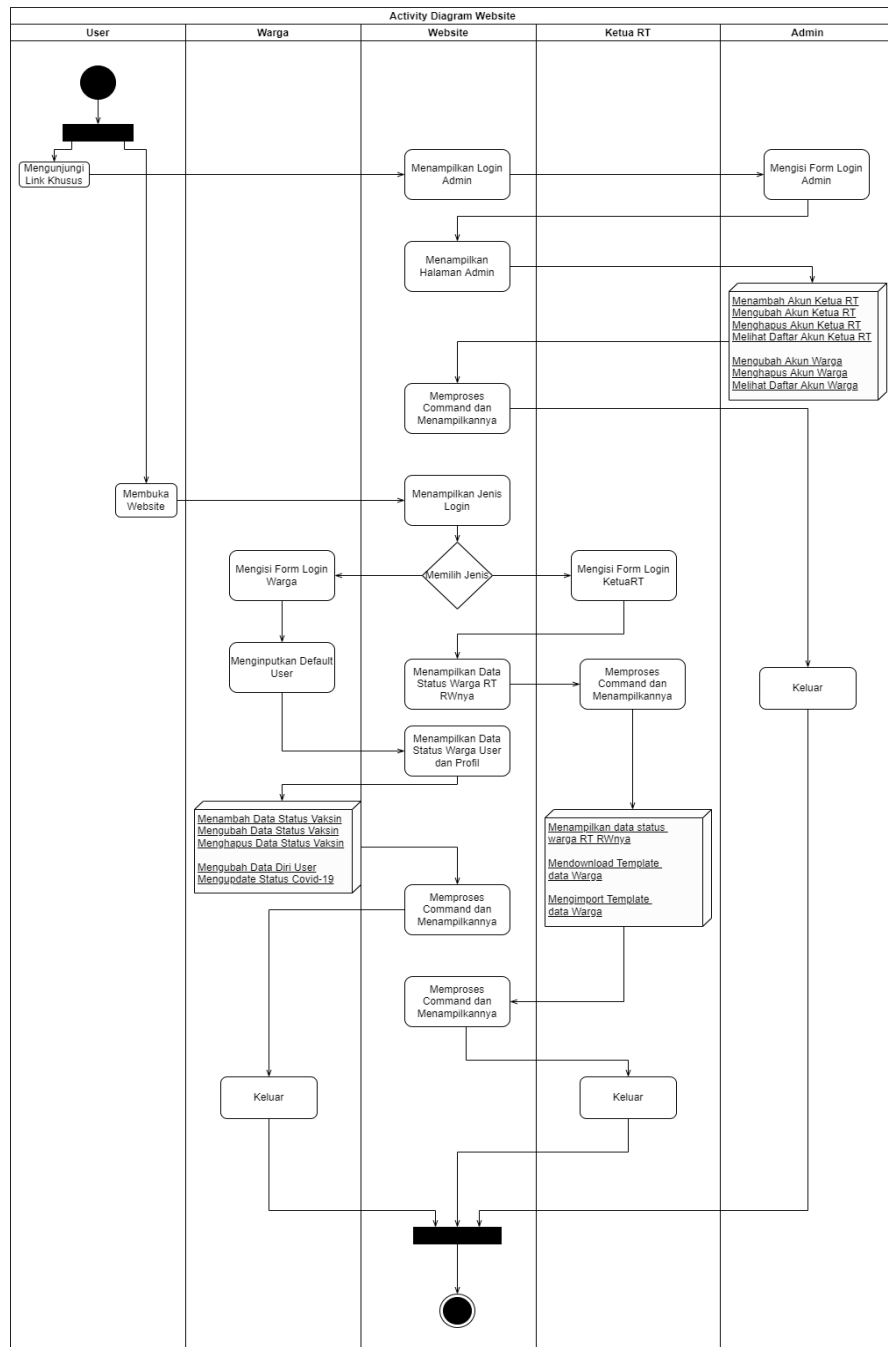 Activity Diagram Website
User
Warga
Website
Ketua RT
Admin
Mengunjungi
Link Khusus
Menampilkan Login
Admin
Mengisi Form Login
Admin
Menampilkan
Halaman Admin
Menambah Akun Ketua RT
Mengubah Akun Ketua RT
Menghapus Akun Ketua RT
Melihat Daftar Akun Ketua RT
Mengubah Akun Warga
Menghapus Akun Warga
Melihat Daftar Akun Warga
Memproses
Command dan
Menampilkannya
Membuka
Website
Menampilkan Jenis
Login
Mengisi Form Login
Warga
Memilih Jenis
Mengisi Form Login
KetuaRT
Menginputkan Default
User
Menampilkan Data
Status Warga RT
RWnya
Memproses
Command dan
Menampilkannya
Keluar
Menampilkan Data
Status Warga User
dan Profil
Menambah Data Status Vaksin
Mengubah Data Status Vaksin
Menghapus Data Status Vaksin
Mengubah Data Diri User
Mengupdate Status Covid-19
Menampilkan data status
warga RT RWnya
Mendownload Template
data Warga
Mengimport Template
data Warga
Memproses
Command dan
Menampilkannya
Memproses
Command dan
Menampilkannya
Keluar
Keluar